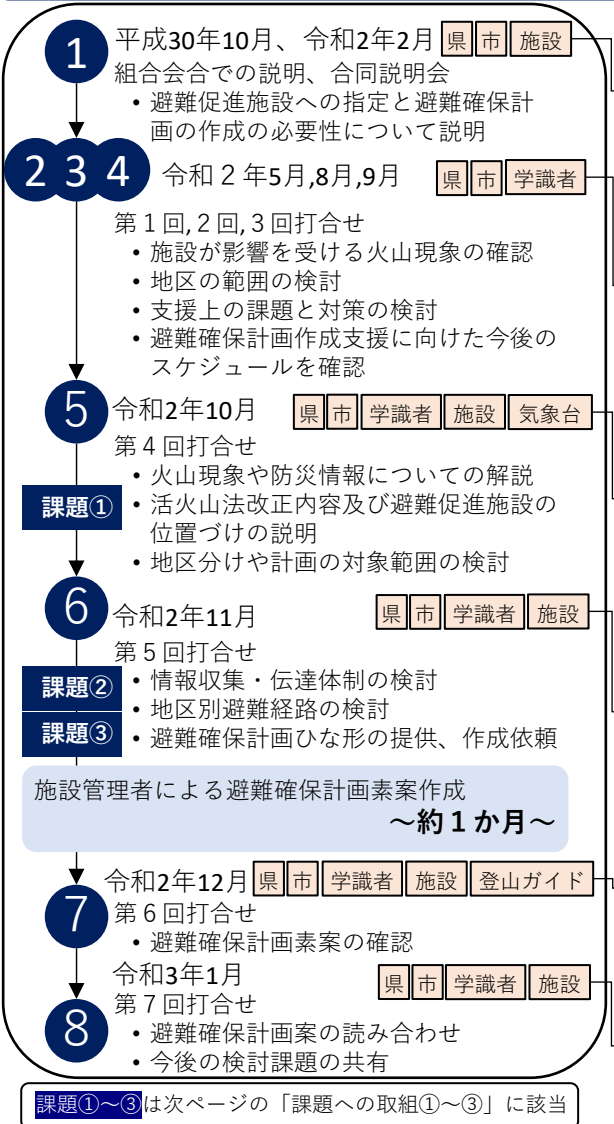 1
平成30年10月、令和2年2月 県 市 施設
組合会合での説明、合同説明会
• 避難促進施設への指定と避難確保計
画の作成の必要性について説明
2 3 4
令和２年5月,8月,9月 県 市 学識者
第１回,２回,３回打合せ
• 施設が影響を受ける火山現象の確認
• 地区の範囲の検討
• 支援上の課題と対策の検討
• 避難確保計画作成支援に向けた今後の
スケジュールを確認
5
令和2年10月 県 市 学識者 施設 気象台
第４回打合せ
• 火山現象や防災情報についての解説
課題①
• 活火山法改正内容及び避難促進施設の
位置づけの説明
• 地区分けや計画の対象範囲の検討
6
令和2年11月 県 市 学識者 施設
第５回打合せ
課題②
• 情報収集・伝達体制の検討
• 地区別避難経路の検討
課題③
• 避難確保計画ひな形の提供、作成依頼
施設管理者による避難確保計画素案作成
～約１か月～
7
令和2年12月 県 市 学識者 施設 登山ガイド
第６回打合せ
• 避難確保計画素案の確認
8
令和3年1月 県 市 学識者 施設
第７回打合せ
• 避難確保計画案の読み合わせ
• 今後の検討課題の共有
課題①～③は次ページの「課題への取組①～③」に該当